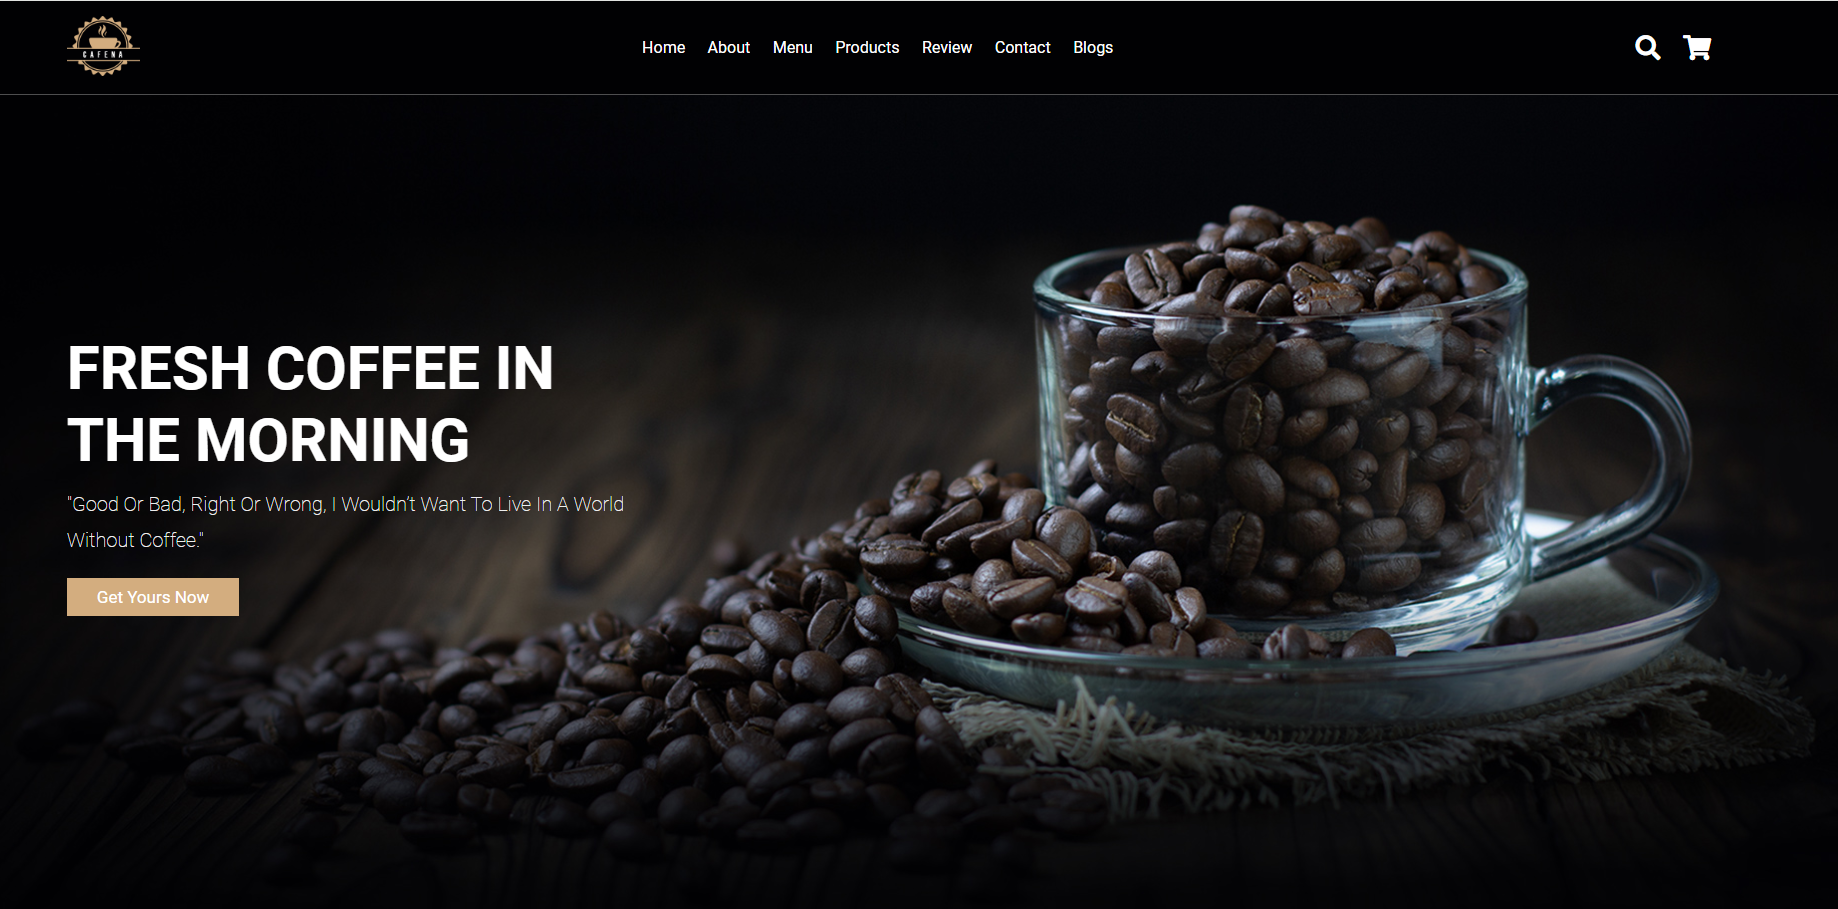 CAFENA
Home About Menu Products Review Contact Blogs
FRESH COFFEE IN
THE MORNING
"Good Or Bad, Right Or Wrong, I Wouldn’t Want To Live In A World
Without Coffee."
Get Yours Now